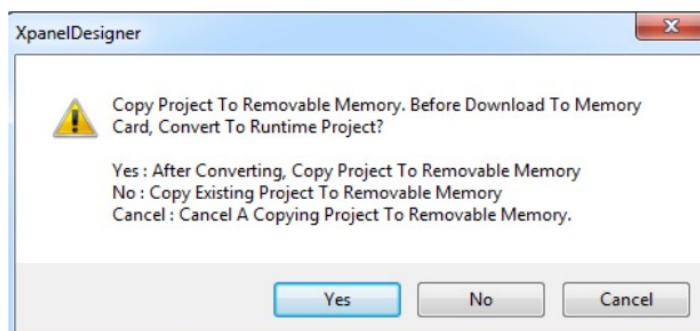 XpanelDesigner
Copy Project To Removable Memory. Before Download To Memory
Card, Convert To Runtime Project?
Yes : After Converting, Copy Project To Removable Memory
No : Copy Existing Project To Removable Memory
Cancel : Cancel A Copying Project To Removable Memory.
Yes No Cancel